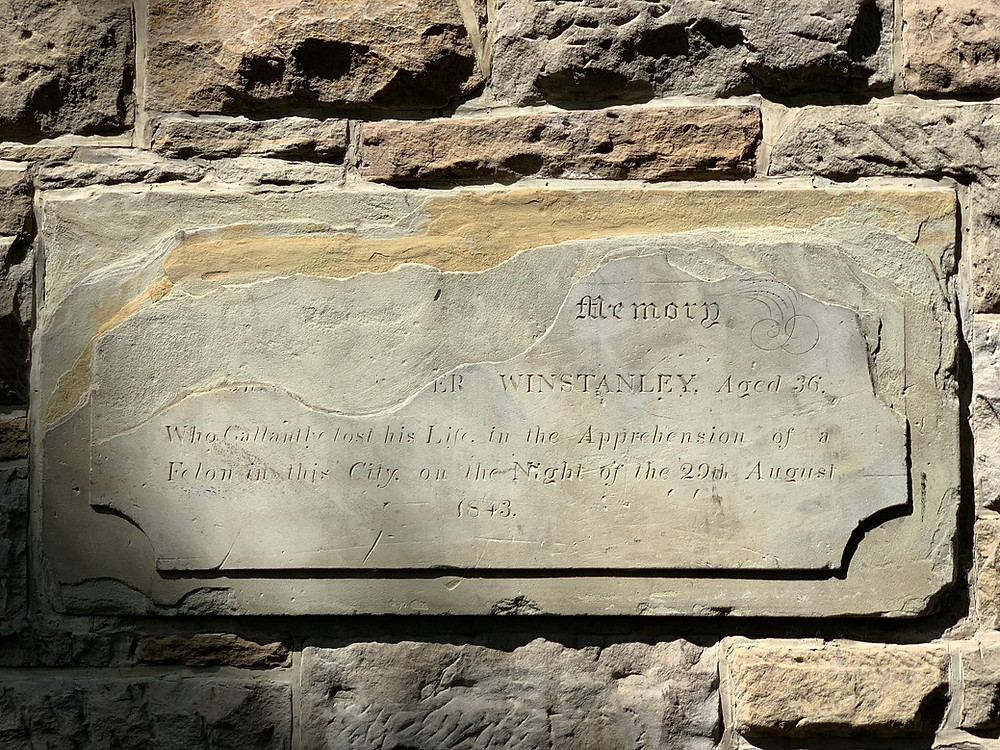 Memory
ER WINSTANLEY. Aged 36.
Who Gallantly lost his Life. in the Apprehension of a
Felon in this City. on the Night of the 29th August
1843.